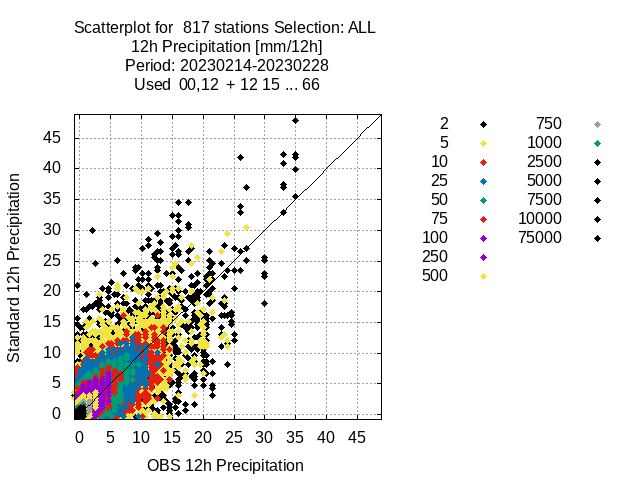 Scatterplot for 817 stations Selection: ALL
12h Precipitation [mm/12h]
Period: 20230214-20230228
Used 00,12 + 12 15 ... 66
Standard 12h Precipitation
45
40
35
30
25
20
15
10
5
0
0 5 10 15 20 25 30 35 40 45
OBS 12h Precipitation
2 750
5 1000
10 2500
25 5000
50 7500
75 10000
100 75000
250
500